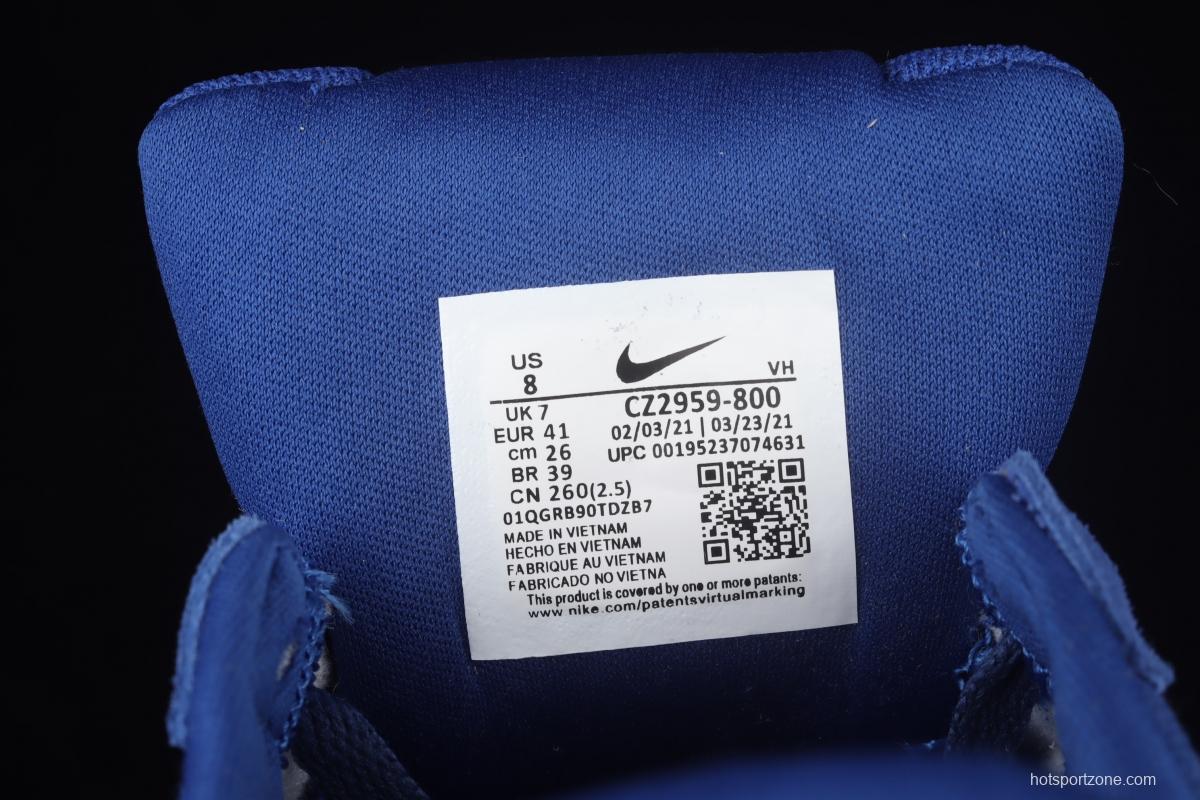 US
8
VH
UK 7
EUR 41
cm 26
BR 39
CN 260(2.5)
01QGRB90TDZB7
CZ2959-800
02/03/21 | 03/23/21
UPC 00195237074631
MADE IN VIETNAM
HECHO EN VIETNAM
FABRIQUE AU VIETNAM
FABRICADO NO VIETNA
This product is covered by one or more patents:
www nike.com/patentsvirtualmarking
hotsportzone.com